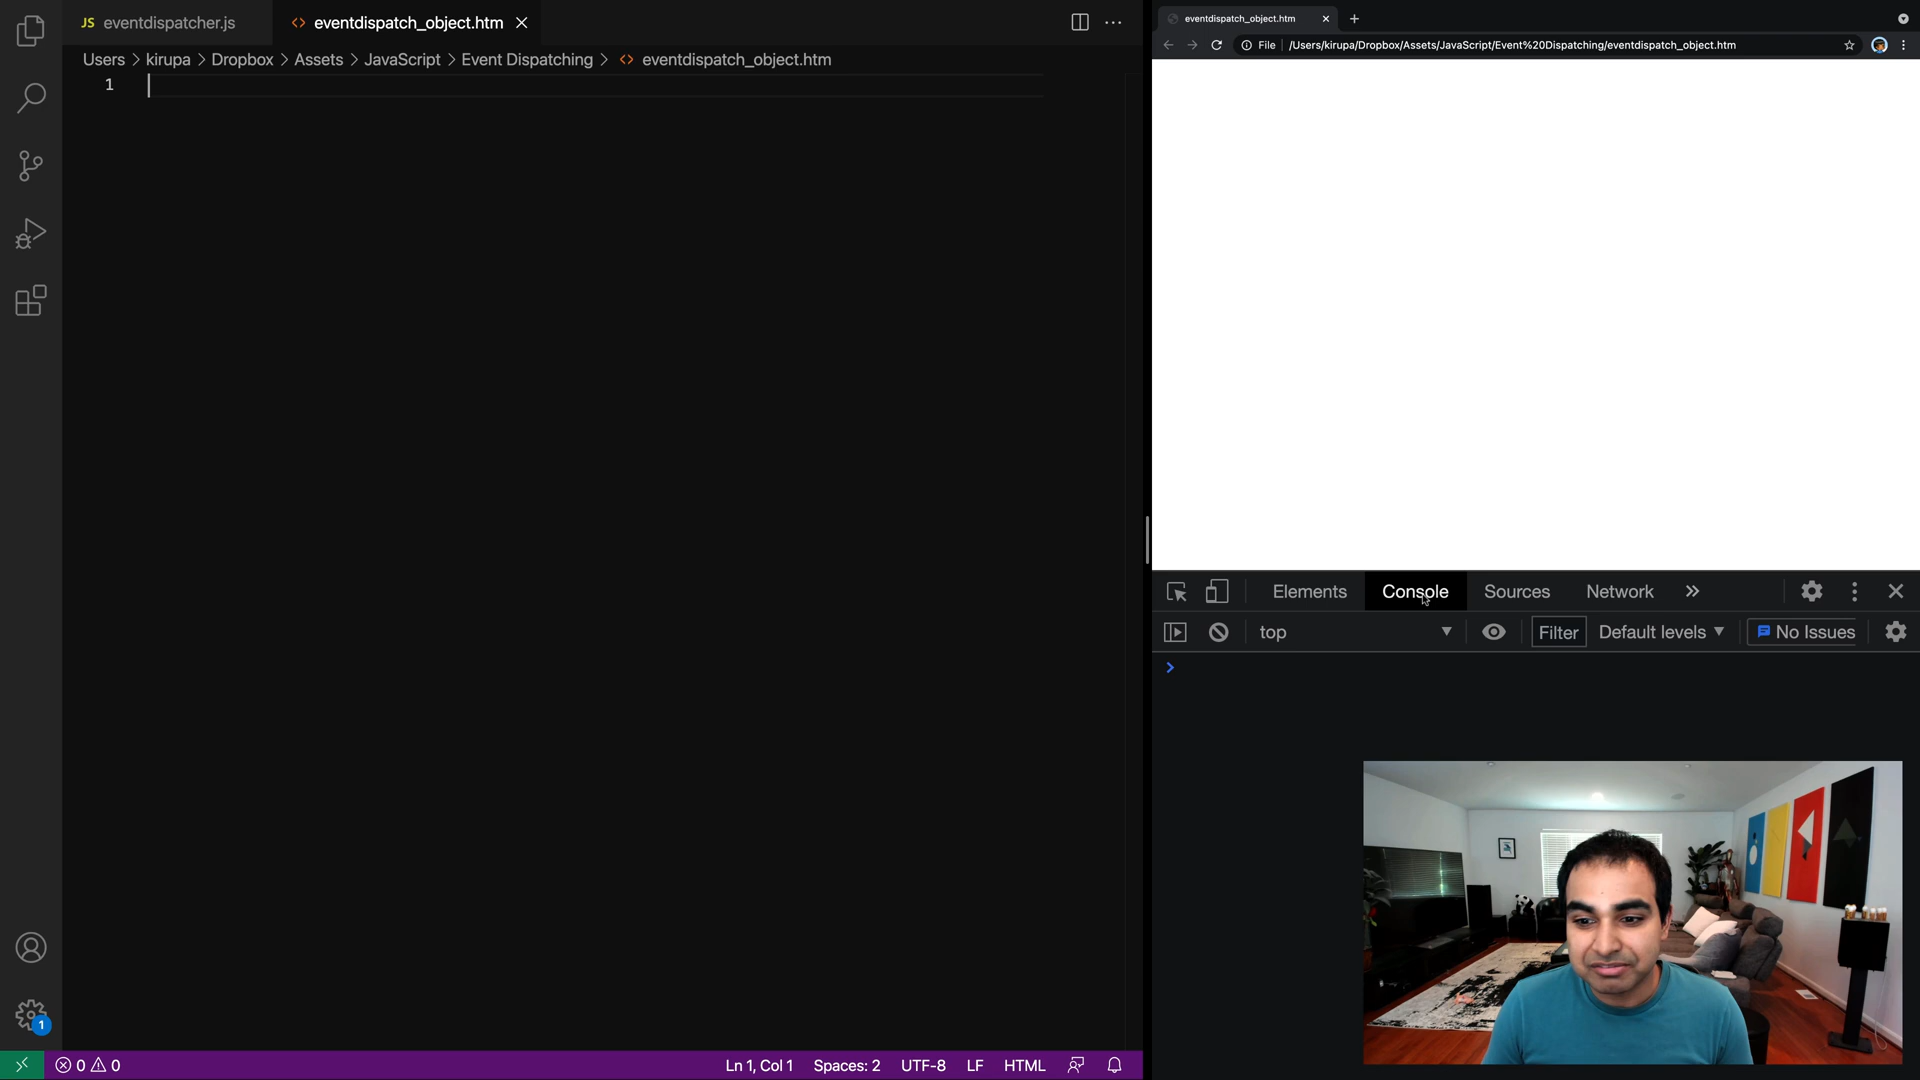 JS eventdispatcher.js
<> eventdispatch_object.htm
Users > kirupa > Dropbox > Assets > JavaScript > Event Dispatching > <> eventdispatch_object.htm
1
1
0 0
Ln 1, Col 1 Spaces: 2 UTF-8 LF HTML
eventdispatch_object.htm
File /Users/kirupa/Dropbox/Assets/JavaScript/Event%20Dispatching/eventdispatch_object.htm
Elements Console Sources Network
top Filter Default levels No Issues